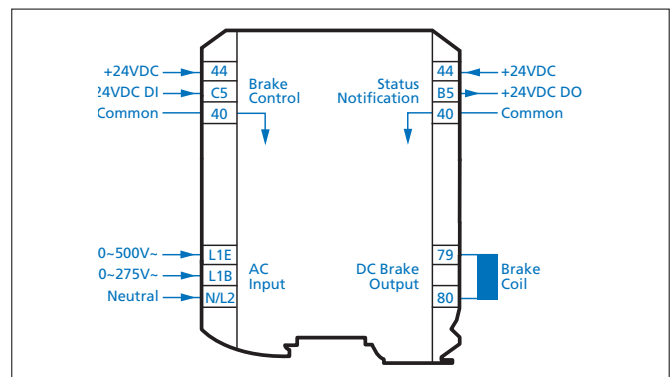 +24VDC
44
Brake
Control
24VDC DI
C5
Common
40
Status
Notification
44
+24VDC
B5
+24VDC DO
40
Common
0~500V~
L1E
AC
Input
0~275V~
L1B
Neutral
N/L2
DC Brake
Output
79
80
Brake
Coil